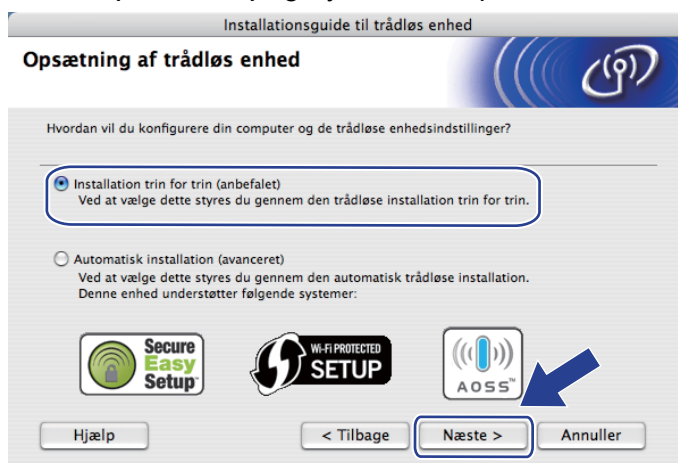 Installationsguide til trådløs enhed
Opsætning af trådløs enhed
Hvordan vil du konfigurere din computer og de trådløse enhedsindstillinger?
Installation trin for trin (anbefalet)
Ved at vælge dette styres du gennem den trådløse installation trin for trin.
Automatisk installation (avanceret)
Ved at vælge dette styres du gennem den automatisk trådløse installation.
Denne enhed understøtter følgende systemer:
Secure
Easy
Setup
WI-FI PROTECTED
SETUP
AOSS™
Hjælp
< Tilbage
Næste >
Annuller